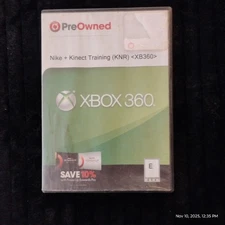 PreOwned
Nike + Kinect Training (KNR) <XB360>
XBOX 360.
SAVE 10%
E
Nov 10, 2025, 12:35 PM